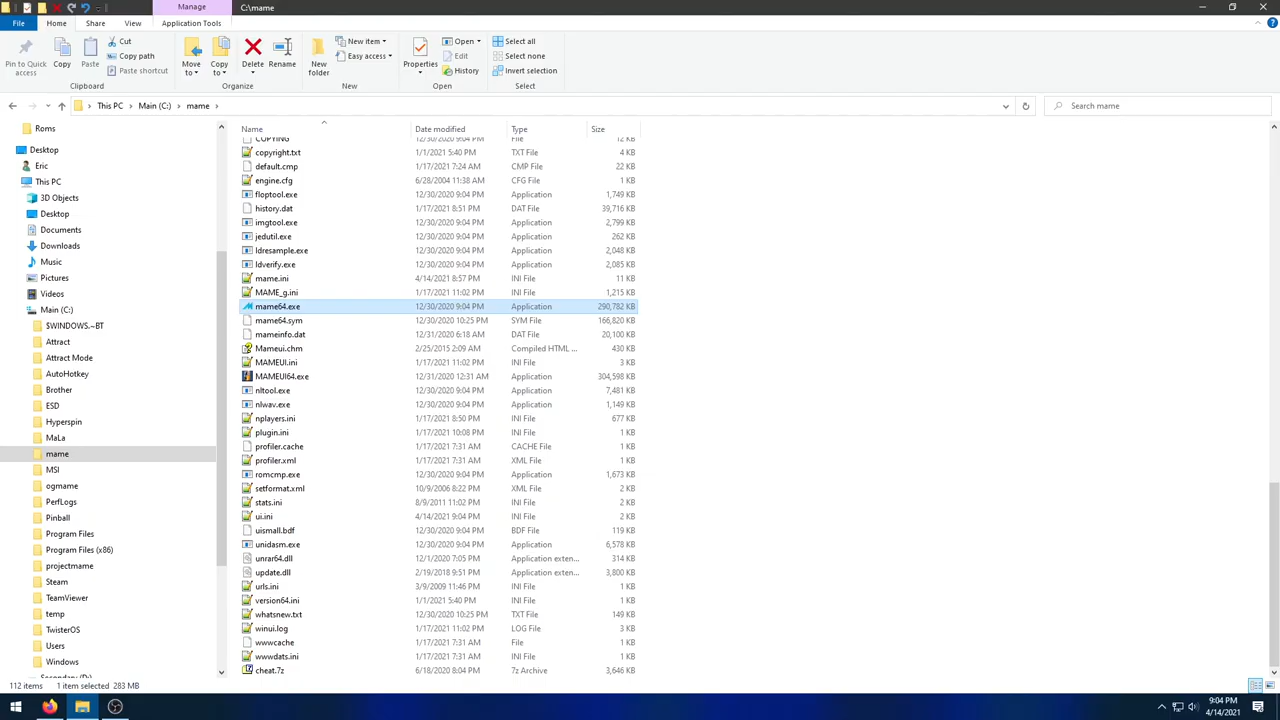 Manage
C:\mame
File
Home
Share
View
Application Tools
Pin to Quick
access
Copy
Paste
Cut
Copy path
Paste shortcut
Clipboard
Move
to
Copy
to
Delete
Rename
Organize
New
folder
New item
Easy access
New
Properties
Open
Edit
History
Open
Select all
Select none
Invert selection
Select
This PC
Main (C:)
mame
Search mame
Roms
Desktop
Eric
This PC
3D Objects
Desktop
Documents
Downloads
Music
Pictures
Videos
Main (C:)
$WINDOWS.~BT
Attract
Attract Mode
AutoHotkey
Brother
ESD
Hyperspin
MaLa
mame
MSI
ogmame
PerfLogs
Pinball
Program Files
Program Files (x86)
projectmame
Steam
TeamViewer
temp
TwisterOS
Users
Windows
Secondary (D:)
Name Date modified Type Size
COPYING 12/30/2020 9:04 PM File 12 KB
copyright.txt 1/1/2021 5:40 PM TXT File 4 KB
default.cmp 1/17/2021 7:24 AM CMP File 22 KB
engine.cfg 6/28/2004 11:38 AM CFG File 1 KB
floptool.exe 12/30/2020 9:04 PM Application 1,749 KB
history.dat 1/17/2021 8:51 PM DAT File 39,716 KB
imgtool.exe 12/30/2020 9:04 PM Application 2,799 KB
jedutil.exe 12/30/2020 9:04 PM Application 262 KB
ldresample.exe 12/30/2020 9:04 PM Application 2,048 KB
ldverify.exe 12/30/2020 9:04 PM Application 2,085 KB
mame.ini 4/14/2021 8:57 PM INI File 11 KB
MAME_g.ini 1/17/2021 11:02 PM INI File 1,215 KB
mame64.exe 12/30/2020 9:04 PM Application 290,782 KB
mame64.sym 12/30/2020 10:25 PM SYM File 166,820 KB
mameinfo.dat 12/31/2020 6:18 AM DAT File 20,100 KB
Mameui.chm 2/25/2015 2:09 AM Compiled HTML ... 430 KB
MAMEUI.ini 1/17/2021 11:02 PM INI File 3 KB
MAMEUI64.exe 12/31/2020 12:31 AM Application 304,598 KB
nltool.exe 12/30/2020 9:04 PM Application 7,481 KB
nlwav.exe 12/30/2020 9:04 PM Application 1,149 KB
nplayers.ini 1/17/2021 8:50 PM INI File 677 KB
plugin.ini 1/17/2021 10:08 PM INI File 1 KB
profiler.cache 1/17/2021 7:31 AM CACHE File 1 KB
profiler.xml 1/17/2021 7:31 AM XML File 1 KB
romcmp.exe 12/30/2020 9:04 PM Application 1,673 KB
setformat.xml 10/9/2006 8:22 PM XML File 2 KB
stats.ini 8/9/2011 11:02 PM INI File 2 KB
ui.ini 4/14/2021 9:04 PM INI File 2 KB
uismall.bdf 12/30/2020 9:04 PM BDF File 119 KB
unidasm.exe 12/30/2020 9:04 PM Application 6,578 KB
unrar64.dll 12/1/2020 7:05 PM Application exten... 314 KB
update.dll 2/19/2018 9:51 PM Application exten... 3,800 KB
urls.ini 3/9/2009 11:46 PM INI File 1 KB
version64.ini 1/1/2021 5:40 PM INI File 1 KB
whatsnew.txt 12/30/2020 10:25 PM TXT File 149 KB
winui.log 1/17/2021 11:02 PM LOG File 3 KB
wwwcache 1/17/2021 7:31 AM File 1 KB
wwwdats.ini 1/17/2021 7:31 AM INI File 1 KB
cheat.7z 6/18/2020 8:04 PM 7z Archive 3,646 KB
112 items 1 item selected 283 MB
9:04 PM
4/14/2021